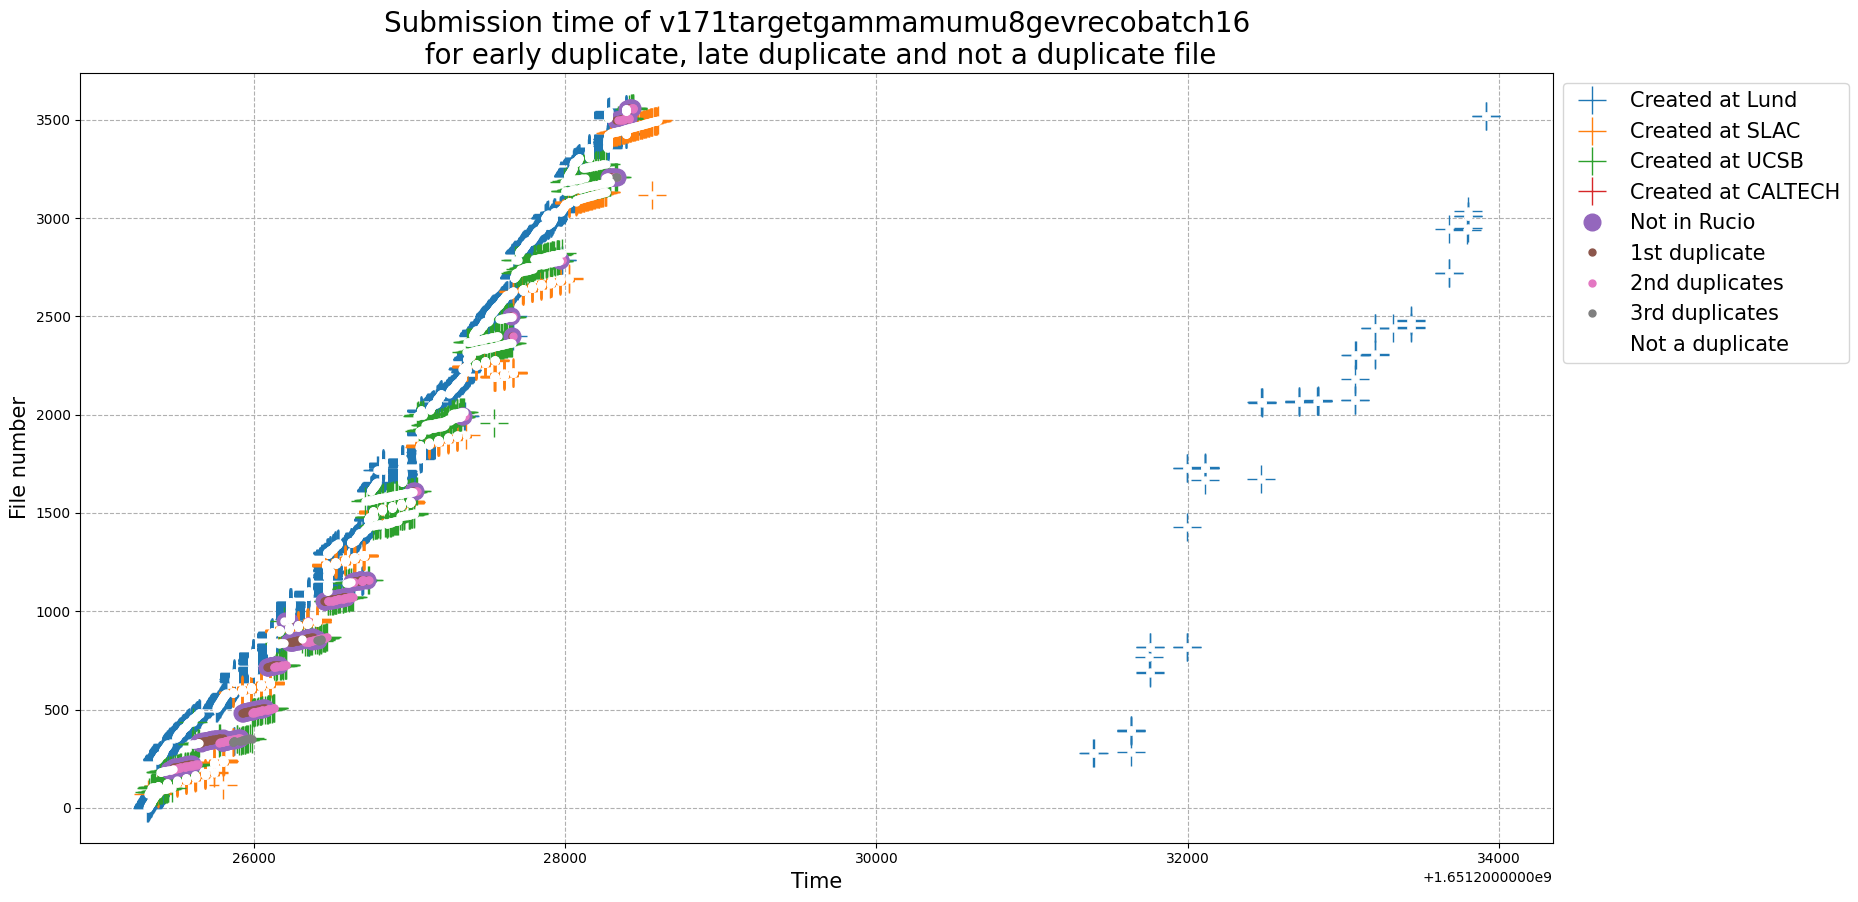 Submission time of v171targetgammamumu8gevrecobatch16
for early duplicate, late duplicate and not a duplicate file
File number
3500
3000
2500
2000
1500
1000
500
0
26000
28000
30000
32000
34000
+1.6512000000e9
Time
Created at Lund
Created at SLAC
Created at UCSB
Created at CALTECH
Not in Rucio
1st duplicate
2nd duplicates
3rd duplicates
Not a duplicate